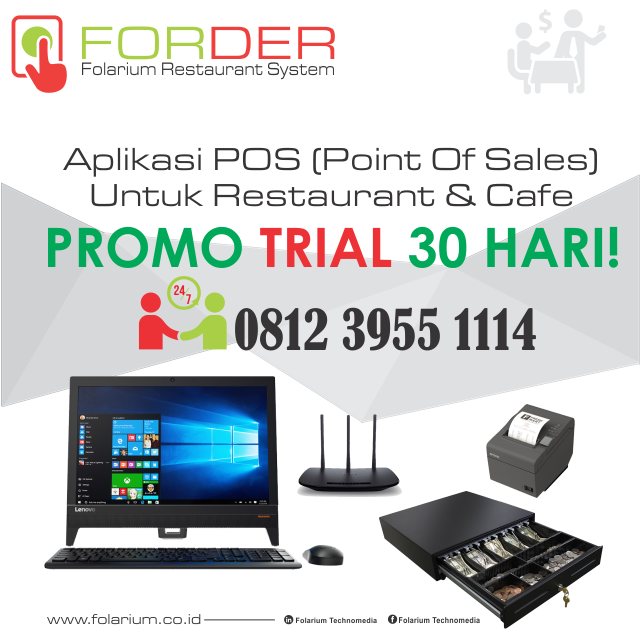 FORDER
Folarium Restaurant System
Aplikasi POS (Point Of Sales)
Untuk Restaurant & Cafe
PROMO TRIAL 30 HARI!
24/7
0812 3955 1114
Lenovo
EPSON
www.folarium.co.id
Folarium Technomedia
Folarium Technomedia